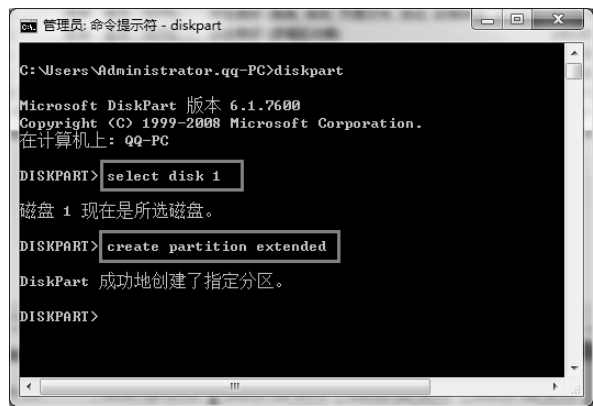 管理员: 命令提示符 - diskpart
C:\Users\Administrator.qq-PC>diskpart
Microsoft DiskPart 版本 6.1.7600
Copyright (C) 1999-2008 Microsoft Corporation.
在计算机上: QQ-PC
DISKPART> select disk 1
磁盘 1 现在是所选磁盘。
DISKPART> create partition extended
DiskPart 成功地创建了指定分区。
DISKPART>